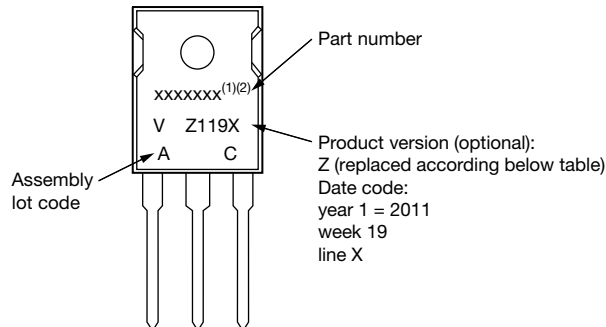 Part number
xxxxxxx(1)(2)
V Z119X
A C
Assembly
lot code
Product version (optional):
Z (replaced according below table)
Date code:
year 1 = 2011
week 19
line X